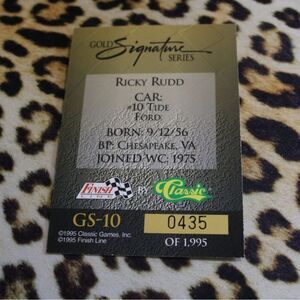 GOLD Signature SERIES
RICKY RUDD
CAR:
#10 TIDE
FORD
BORN: 9/12/56
BP: CHESAPEAKE, VA
JOINED WC: 1975
FINISH LINE BY Classic
GS-10
0435
©1995 Classic Games, Inc.
©1995 Finish Line
OF 1,995